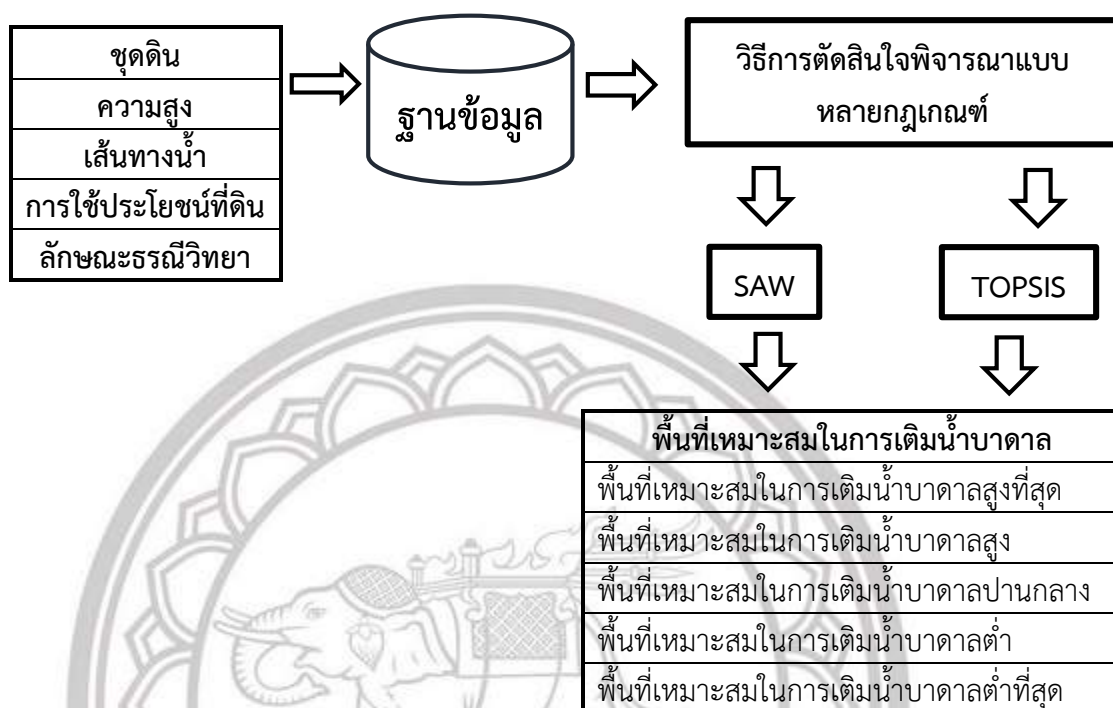 ชุดดิน
ความสูง
เส้นทางน้ำ
การใช้ประโยชน์ที่ดิน
ลักษณะธรณีวิทยา
ฐานข้อมูล
วิธีการตัดสินใจพิจารณาแบบ
หลายกฎเกณฑ์
SAW
TOPSIS
พื้นที่เหมาะสมในการเติมน้ำบาดาล
พื้นที่เหมาะสมในการเติมน้ำบาดาลสูงที่สุด
พื้นที่เหมาะสมในการเติมน้ำบาดาลสูง
พื้นที่เหมาะสมในการเติมน้ำบาดาลปานกลาง
พื้นที่เหมาะสมในการเติมน้ำบาดาลต่ำ
พื้นที่เหมาะสมในการเติมน้ำบาดาลต่ำที่สุด